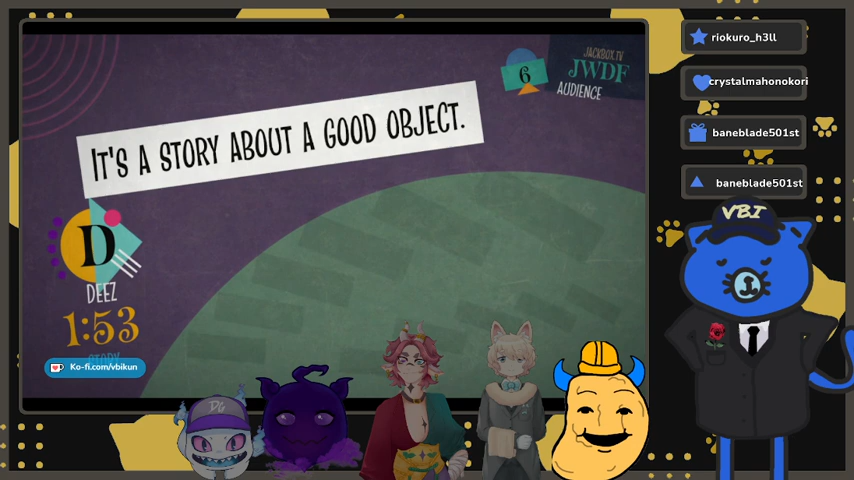 JACKBOX.TV
JWDF
6
AUDIENCE
IT'S A STORY ABOUT A GOOD OBJECT.
D
DEEZ
1:53
STORY
Ko-fi.com/vbikun
riokuro_h3ll
crystalmahonokori
baneblade501st
baneblade501st
VBI
DG